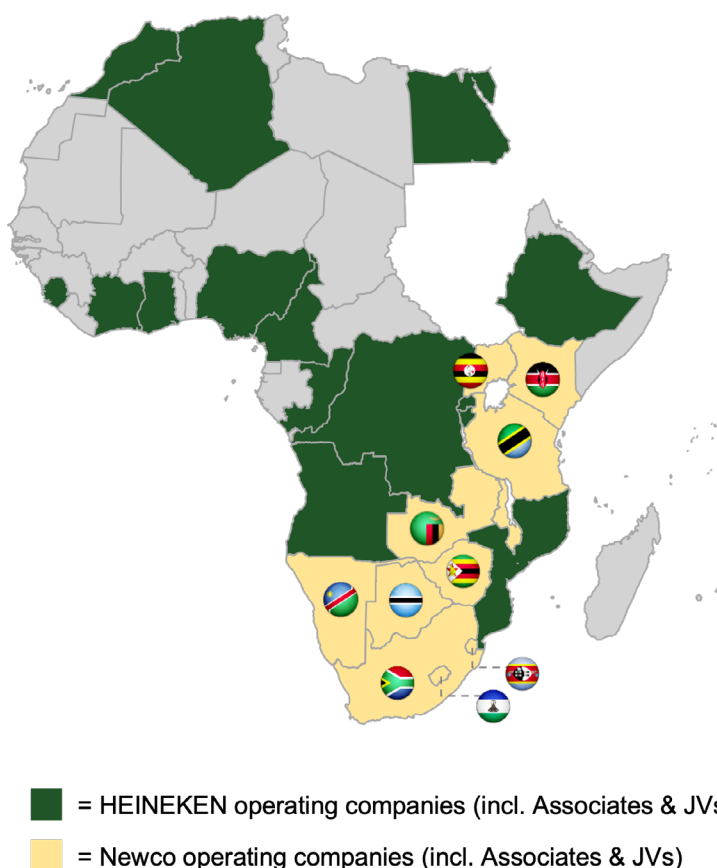 = HEINEKEN operating companies (incl. Associates & JVs
= Newco operating companies (incl. Associates & JVs)